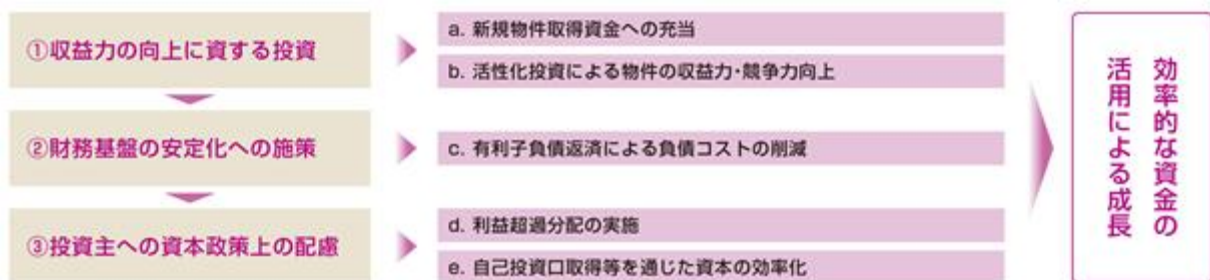 ①収益力の向上に資する投資
a. 新規物件取得資金への充当
b. 活性化投資による物件の収益力・競争力向上
②財務基盤の安定化への施策
c. 有利子負債返済による負債コストの削減
③投資主への資本政策上の配慮
d. 利益超過分配の実施
e. 自己投資口取得等を通じた資本の効率化
効率的な資金の
活用による成長